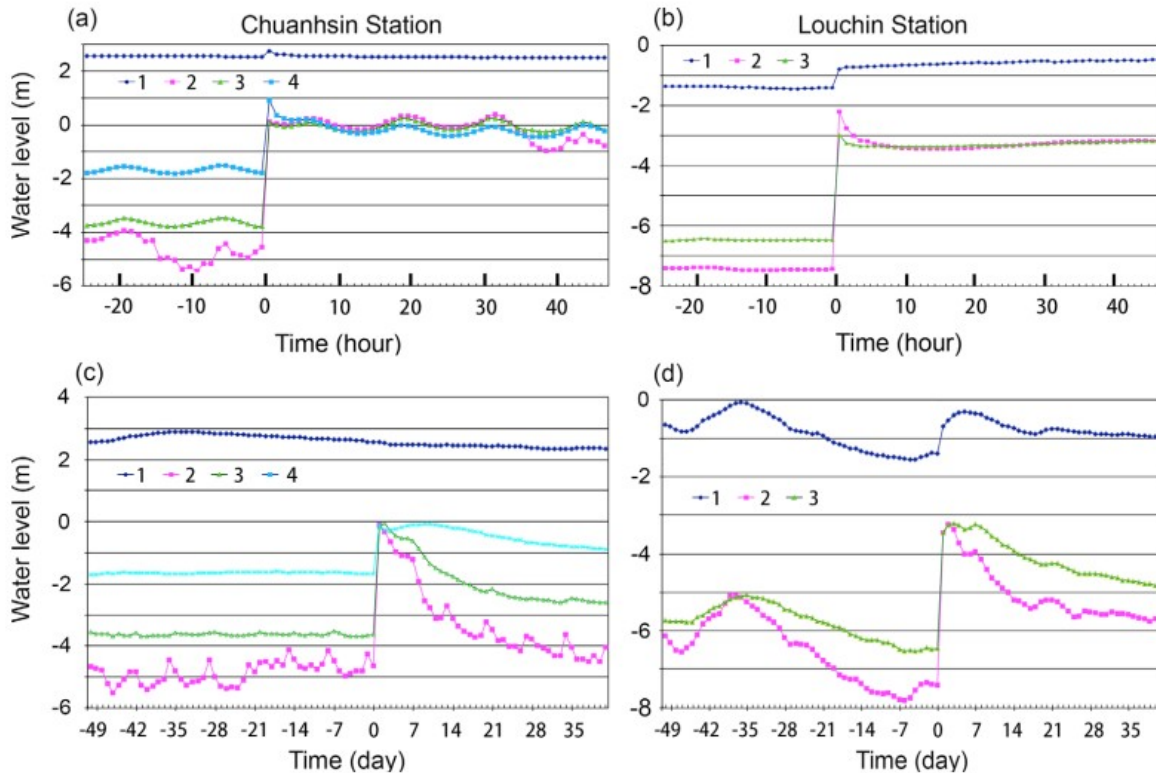 (a) Chuanhsin Station
Water level (m)
2
0
-2
-4
-6
1 2 3 4
-20 -10 0 10 20 30 40
Time (hour)
(b) Louchin Station
0
-2
-4
-6
-8
1 2 3
-20 -10 0 10 20 30 40
Time (hour)
(c)
Water level (m)
4
2
0
-2
-4
-6
1 2 3 4
-49 -42 -35 -28 -21 -14 -7 0 7 14 21 28 35
Time (day)
(d)
0
-2
-4
-6
-8
1 2 3
-49 -42 -35 -28 -21 -14 -7 0 7 14 21 28 35
Time (day)